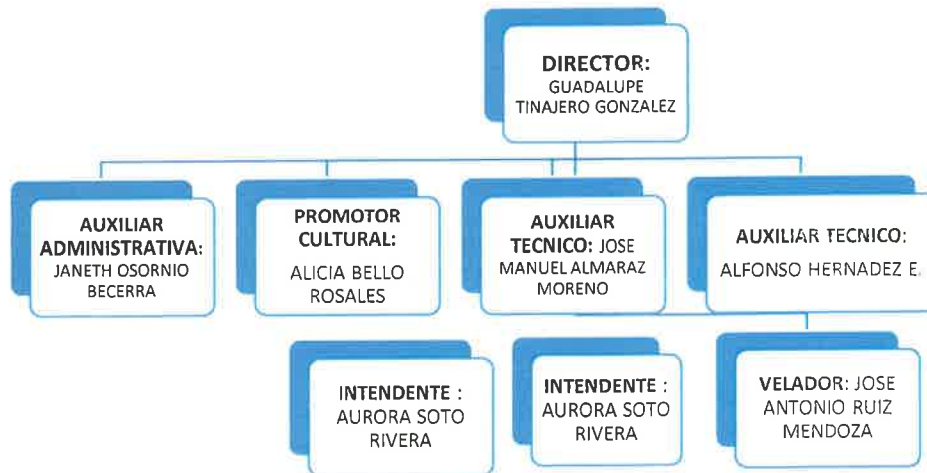 DIRECTOR:
GUADALUPE
TINAJERO GONZALEZ
AUXILIAR
ADMINISTRATIVA:
JANETH OSORNIO
BECERRA
PROMOTOR
CULTURAL:
ALICIA BELLO
ROSALES
AUXILIAR
TECNICO: JOSE
MANUEL ALMARAZ
MORENO
AUXILIAR TECNICO:
ALFONSO HERNADEZ E.
INTENDENTE :
AURORA SOTO
RIVERA
INTENDENTE :
AURORA SOTO
RIVERA
VELADOR: JOSE
ANTONIO RUIZ
MENDOZA